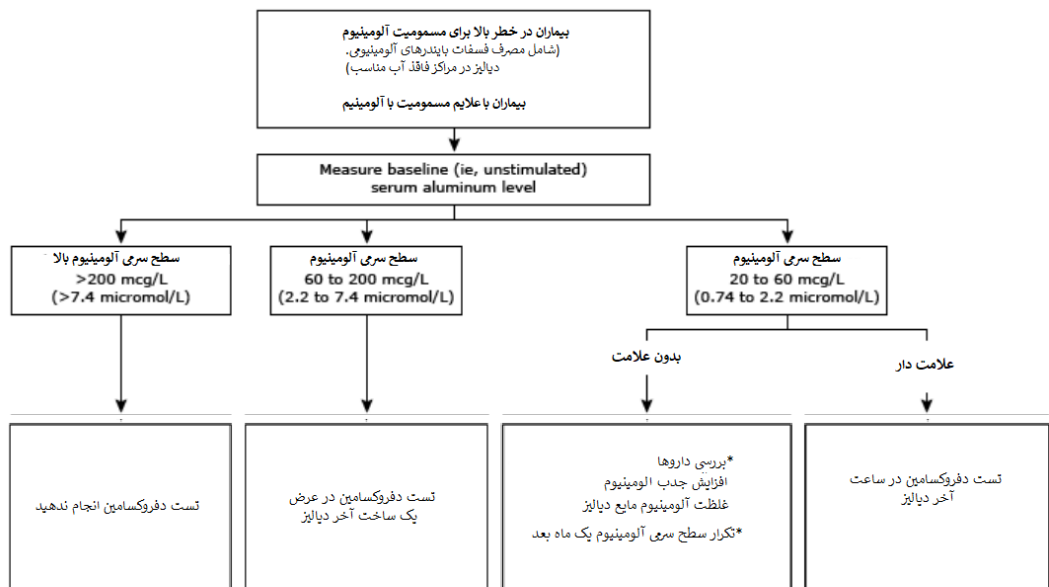 بیماران در خطر بالا برای مسمومیت آلومینیوم
(شامل مصرف فسفات بایندرهای آلومینیومی.
دیالیز در مراکز فاقد آب مناسب)
بیماران با علایم مسمومیت با آلومینیم
Measure baseline (ie, unstimulated)
serum aluminum level
سطح سرمی آلومینیوم بالا
>200 mcg/L
(>7.4 micromol/L)
سطح سرمی آلومینیوم
60 to 200 mcg/L
(2.2 to 7.4 micromol/L)
سطح سرمی آلومینیوم
20 to 60 mcg/L
(0.74 to 2.2 micromol/L)
بدون علامت
علامت دار
تست دفروکسامین انجام ندهید
تست دفروکسامین در عرض
یک ساخت آخر دیالیز
*بررسی داروها
افزایش جدب الومینیوم
غلظت آلومینیوم مایع دیالیز
*تکرار سطح سرمی آلومینیوم یک ماه بعد
تست دفروکسامین در ساعت
آخر دیالیز